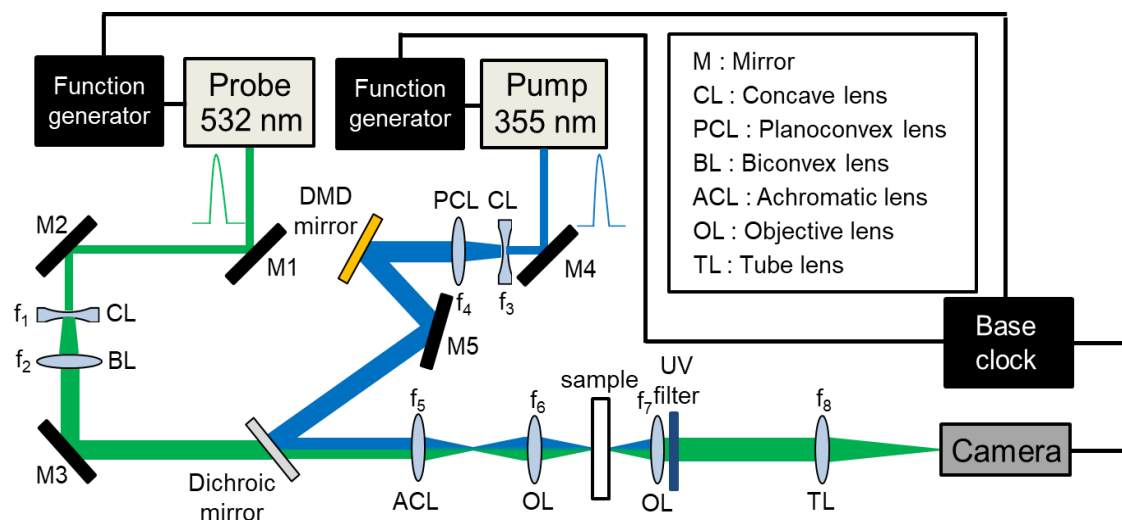 Function
generator
Probe
532 nm
Function
generator
Pump
355 nm
M : Mirror
CL : Concave lens
PCL : Planoconvex lens
BL : Biconvex lens
ACL : Achromatic lens
OL : Objective lens
TL : Tube lens
DMD
mirror
PCL
CL
M2
M1
M4
f₄
f₃
f₁
CL
M5
Base
clock
f₂
BL
sample
UV
filter
f₅
f₆
f₇
f₈
M3
Camera
Dichroic
mirror
ACL
OL
OL
TL